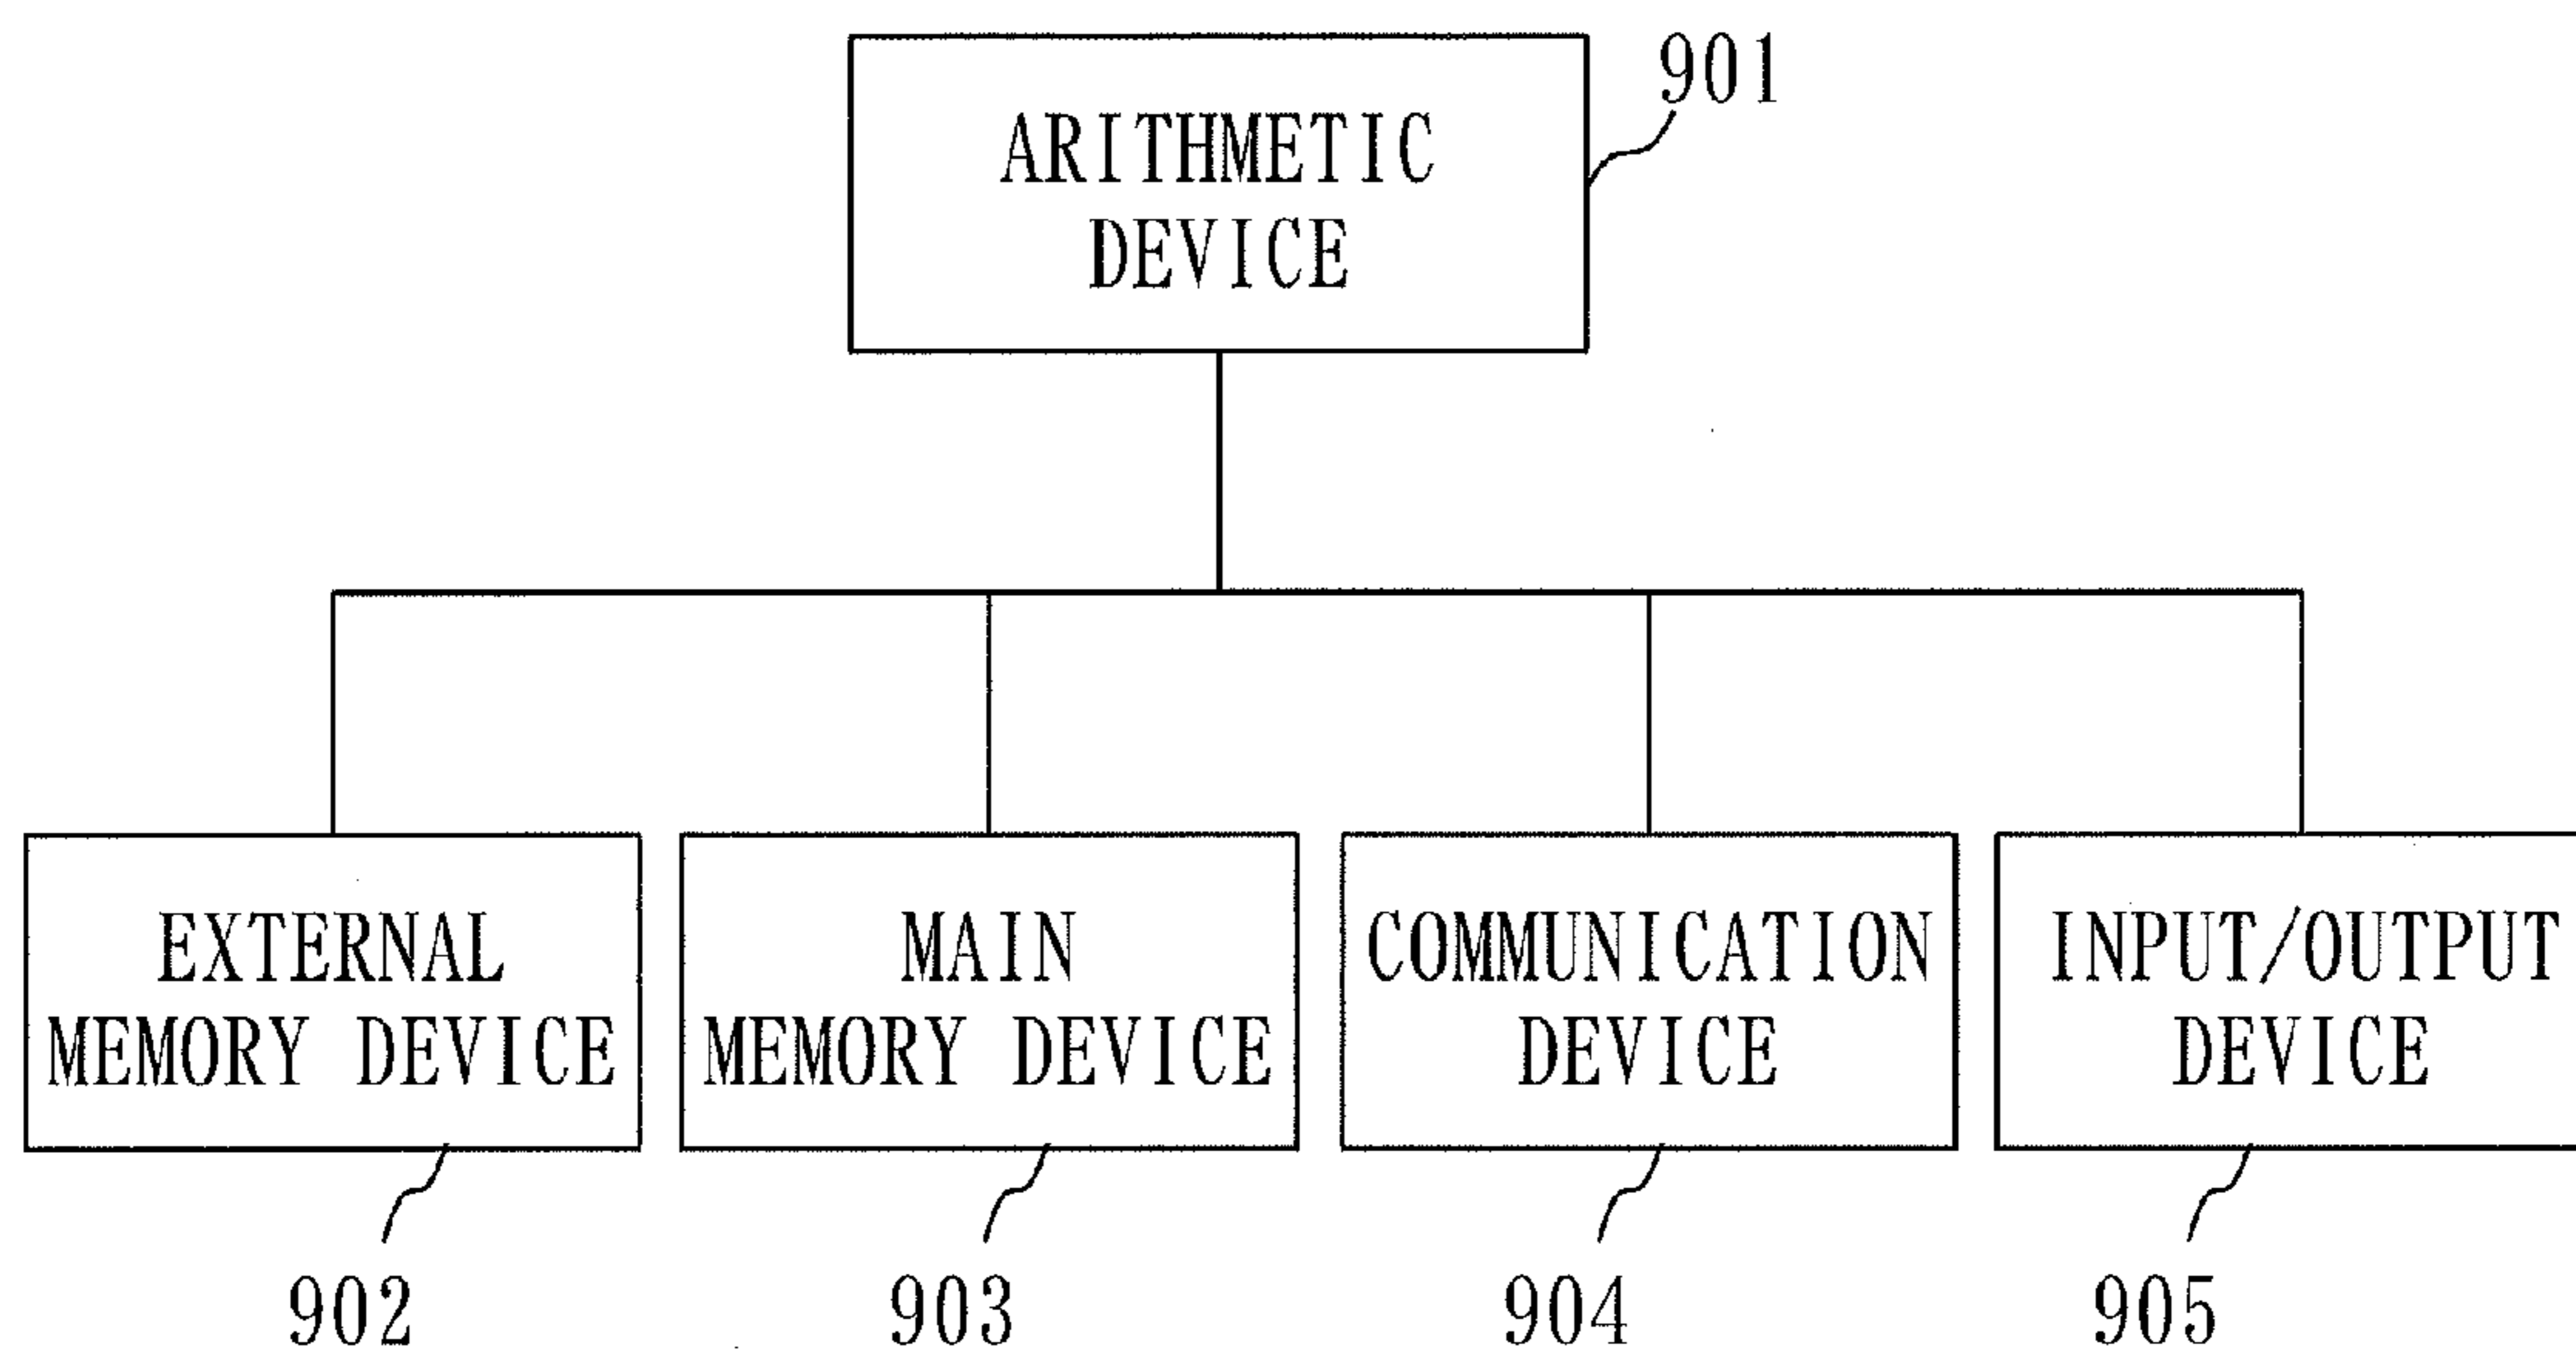 901
ARITHMETIC
DEVICE
EXTERNAL
MEMORY DEVICE
MAIN
MEMORY DEVICE
COMMUNICATION
DEVICE
INPUT/OUTPUT
DEVICE
902
903
904
905